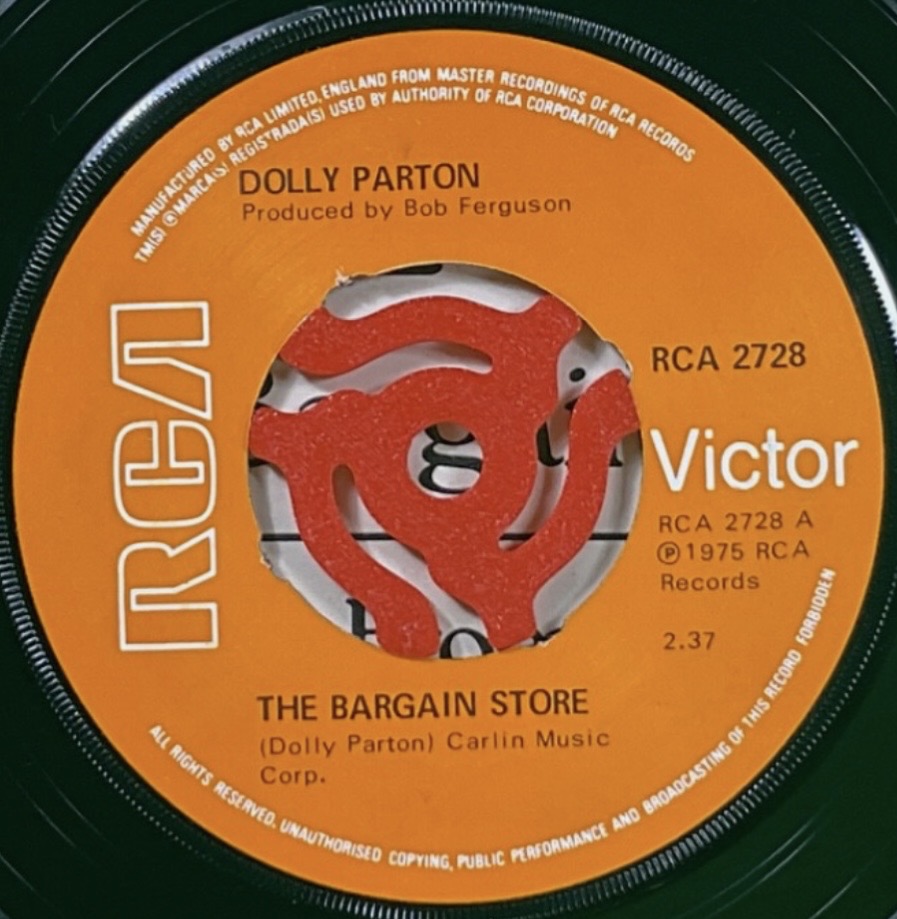 MANUFACTURED BY RCA LIMITED, ENGLAND FROM MASTER RECORDINGS OF RCA RECORDS
TM(S) ® MARCA(S) REGISTRADA(S) USED BY AUTHORITY OF RCA CORPORATION
DOLLY PARTON
Produced by Bob Ferguson
RCA
RCA 2728
Victor
RCA 2728 A
℗ 1975 RCA
Records
2.37
THE BARGAIN STORE
(Dolly Parton) Carlin Music
Corp.
ALL RIGHTS RESERVED. UNAUTHORISED COPYING, PUBLIC PERFORMANCE AND BROADCASTING OF THIS RECORD FORBIDDEN